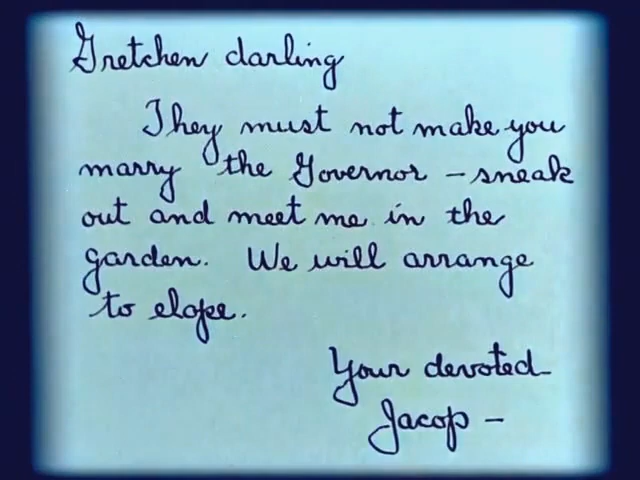 Gretchen darling
They must not make you
marry the Governor – sneak
out and meet me in the
garden. We will arrange
to elope.
Your devoted
Jacop –